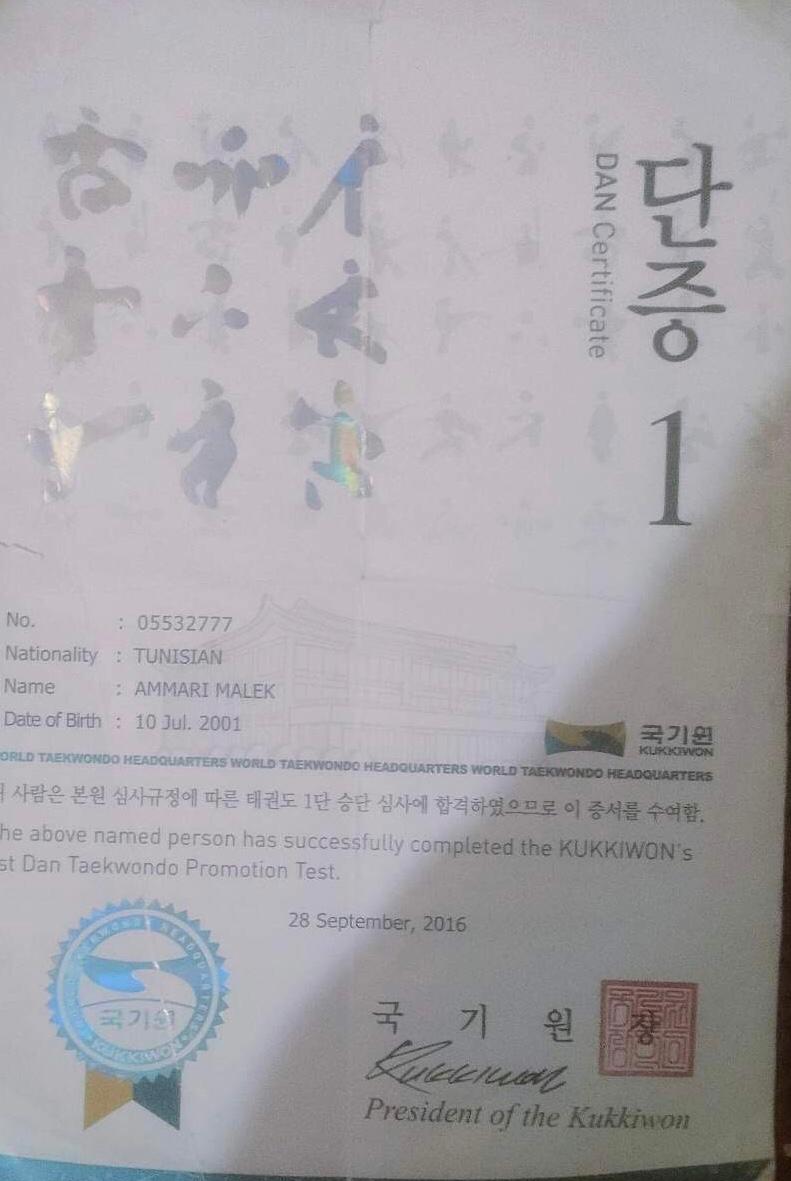 단증
DAN Certificate
1
No. : 05532777
Nationality : TUNISIAN
Name : AMMARI MALEK
Date of Birth : 10 Jul. 2001
국기원
KUKKIWON
ORLD TAEKWONDO HEADQUARTERS WORLD TAEKWONDO HEADQUARTERS WORLD TAEKWONDO HEADQUARTERS
사람은 본원 심사규정에 따른 태권도 1단 승단 심사에 합격하였으므로 이 증서를 수여함.
he above named person has successfully completed the KUKKIWON's
st Dan Taekwondo Promotion Test.
28 September, 2016
국기원
KUKKIWON
국 기 원 장
Kukkiwon
President of the Kukkiwon